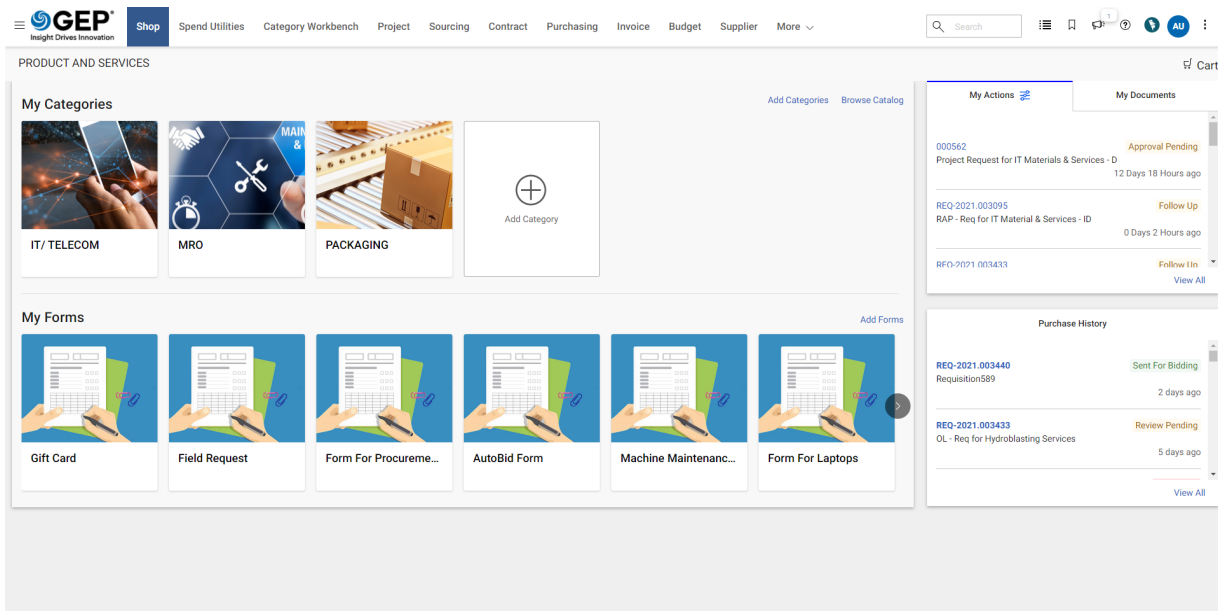 GEP®
Insight Drives Innovation
Shop
Spend Utilities
Category Workbench
Project
Sourcing
Contract
Purchasing
Invoice
Budget
Supplier
More
Search
1
AU
PRODUCT AND SERVICES
Cart
My Categories
Add Categories
Browse Catalog
MAIN
&
IT/ TELECOM
MRO
PACKAGING
Add Category
My Forms
Add Forms
Gift Card
Field Request
Form For Procureme...
AutoBid Form
Machine Maintenanc...
Form For Laptops
My Actions
My Documents
000562
Approval Pending
Project Request for IT Materials & Services - D
12 Days 18 Hours ago
REQ-2021.003095
Follow Up
RAP - Req for IT Material & Services - ID
0 Days 2 Hours ago
REQ-2021.003433
Follow Up
View All
Purchase History
REQ-2021.003440
Sent For Bidding
Requisition589
2 days ago
REQ-2021.003433
Review Pending
OL - Req for Hydroblasting Services
5 days ago
View All